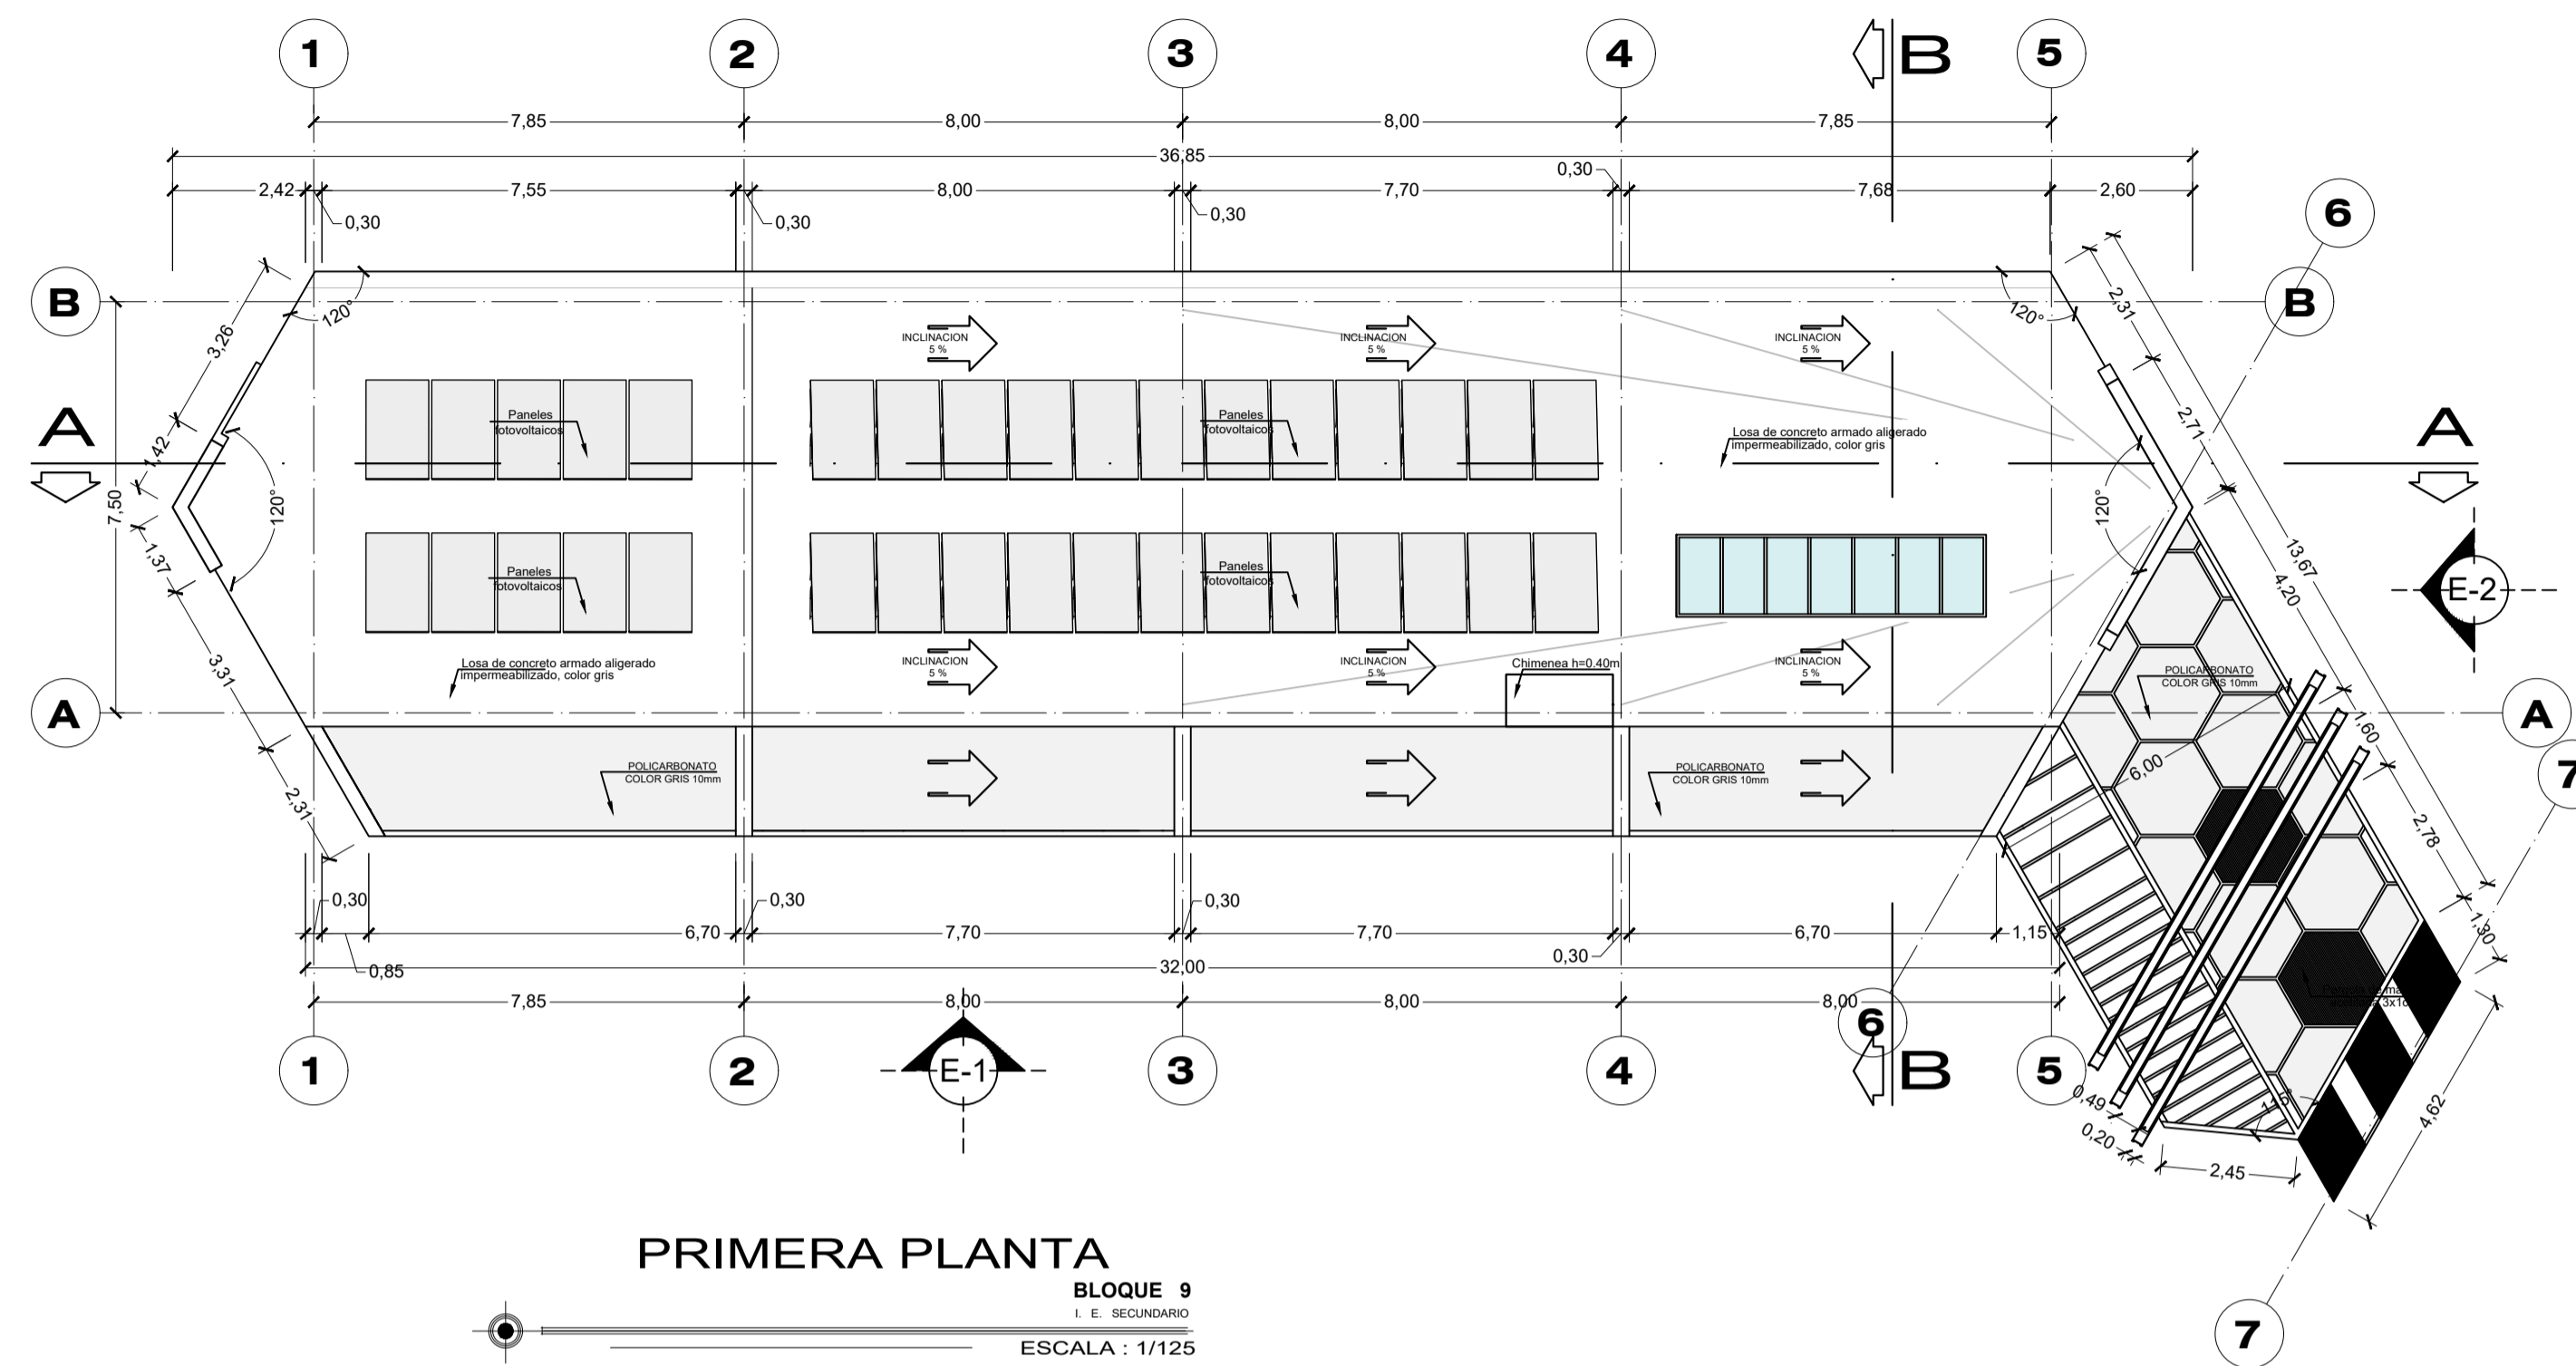 1
2
3
4
B
5
7,85
8,00
8,00
7,85
36,85
0,30
2,42
7,55
8,00
7,70
7,68
2,60
0,30
0,30
0,30
6
B
B
120°
120°
3,26
2,31
INCLINACION
5 %
INCLINACION
5 %
INCLINACION
5 %
A
A
Paneles
fotovoltaicos
Paneles
fotovoltaicos
Losa de concreto armado aligerado
impermeabilizado, color gris
2,71
1,42
7,50
120°
120°
1,37
13,67
4,20
E-2
Paneles
fotovoltaicos
Paneles
fotovoltaicos
3,31
Losa de concreto armado aligerado
impermeabilizado, color gris
INCLINACION
5 %
INCLINACION
5 %
Chimenea h=0.40m
INCLINACION
5 %
POLICARBONATO
COLOR GRIS 10mm
A
A
1,60
6,00
7
POLICARBONATO
COLOR GRIS 10mm
POLICARBONATO
COLOR GRIS 10mm
2,31
2,78
0,30
0,30
0,30
6,70
7,70
7,70
6,70
1,15
1,30
0,30
0,85
32,00
7,85
8,00
8,00
8,00
6
1
2
E-1
3
4
B
5
0,49
0,20
4,62
2,45
PRIMERA PLANTA
BLOQUE 9
I. E. SECUNDARIO
ESCALA : 1/125
7